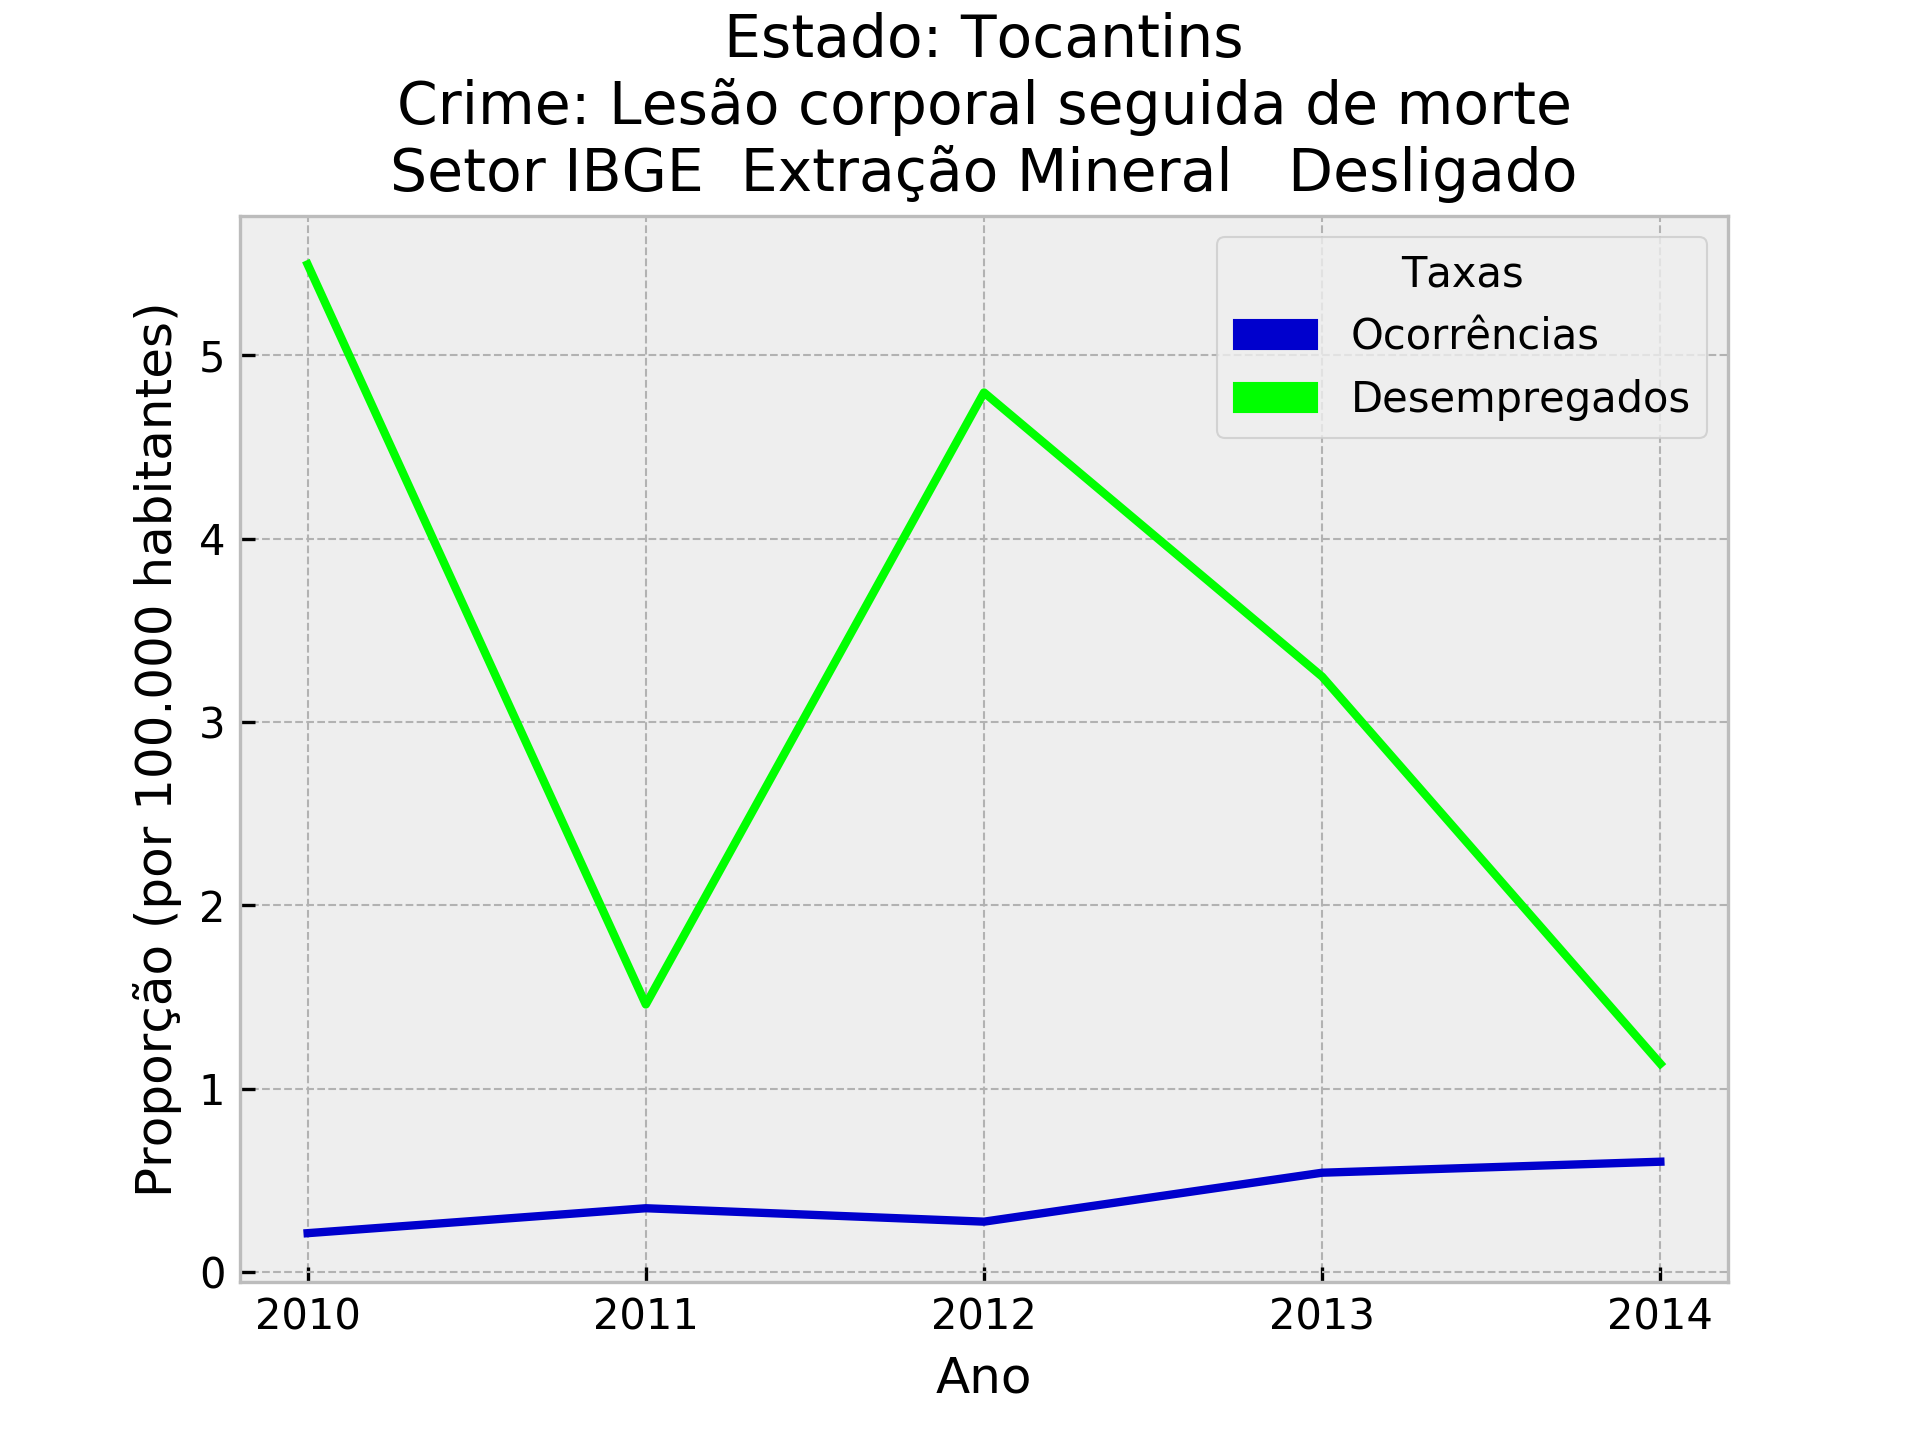 Estado: Tocantins
Crime: Lesão corporal seguida de morte
Setor IBGE  Extração Mineral   Desligado
Taxas
Ocorrências
Desempregados
Proporção (por 100.000 habitantes)
5
4
3
2
1
0
2010 2011 2012 2013 2014
Ano